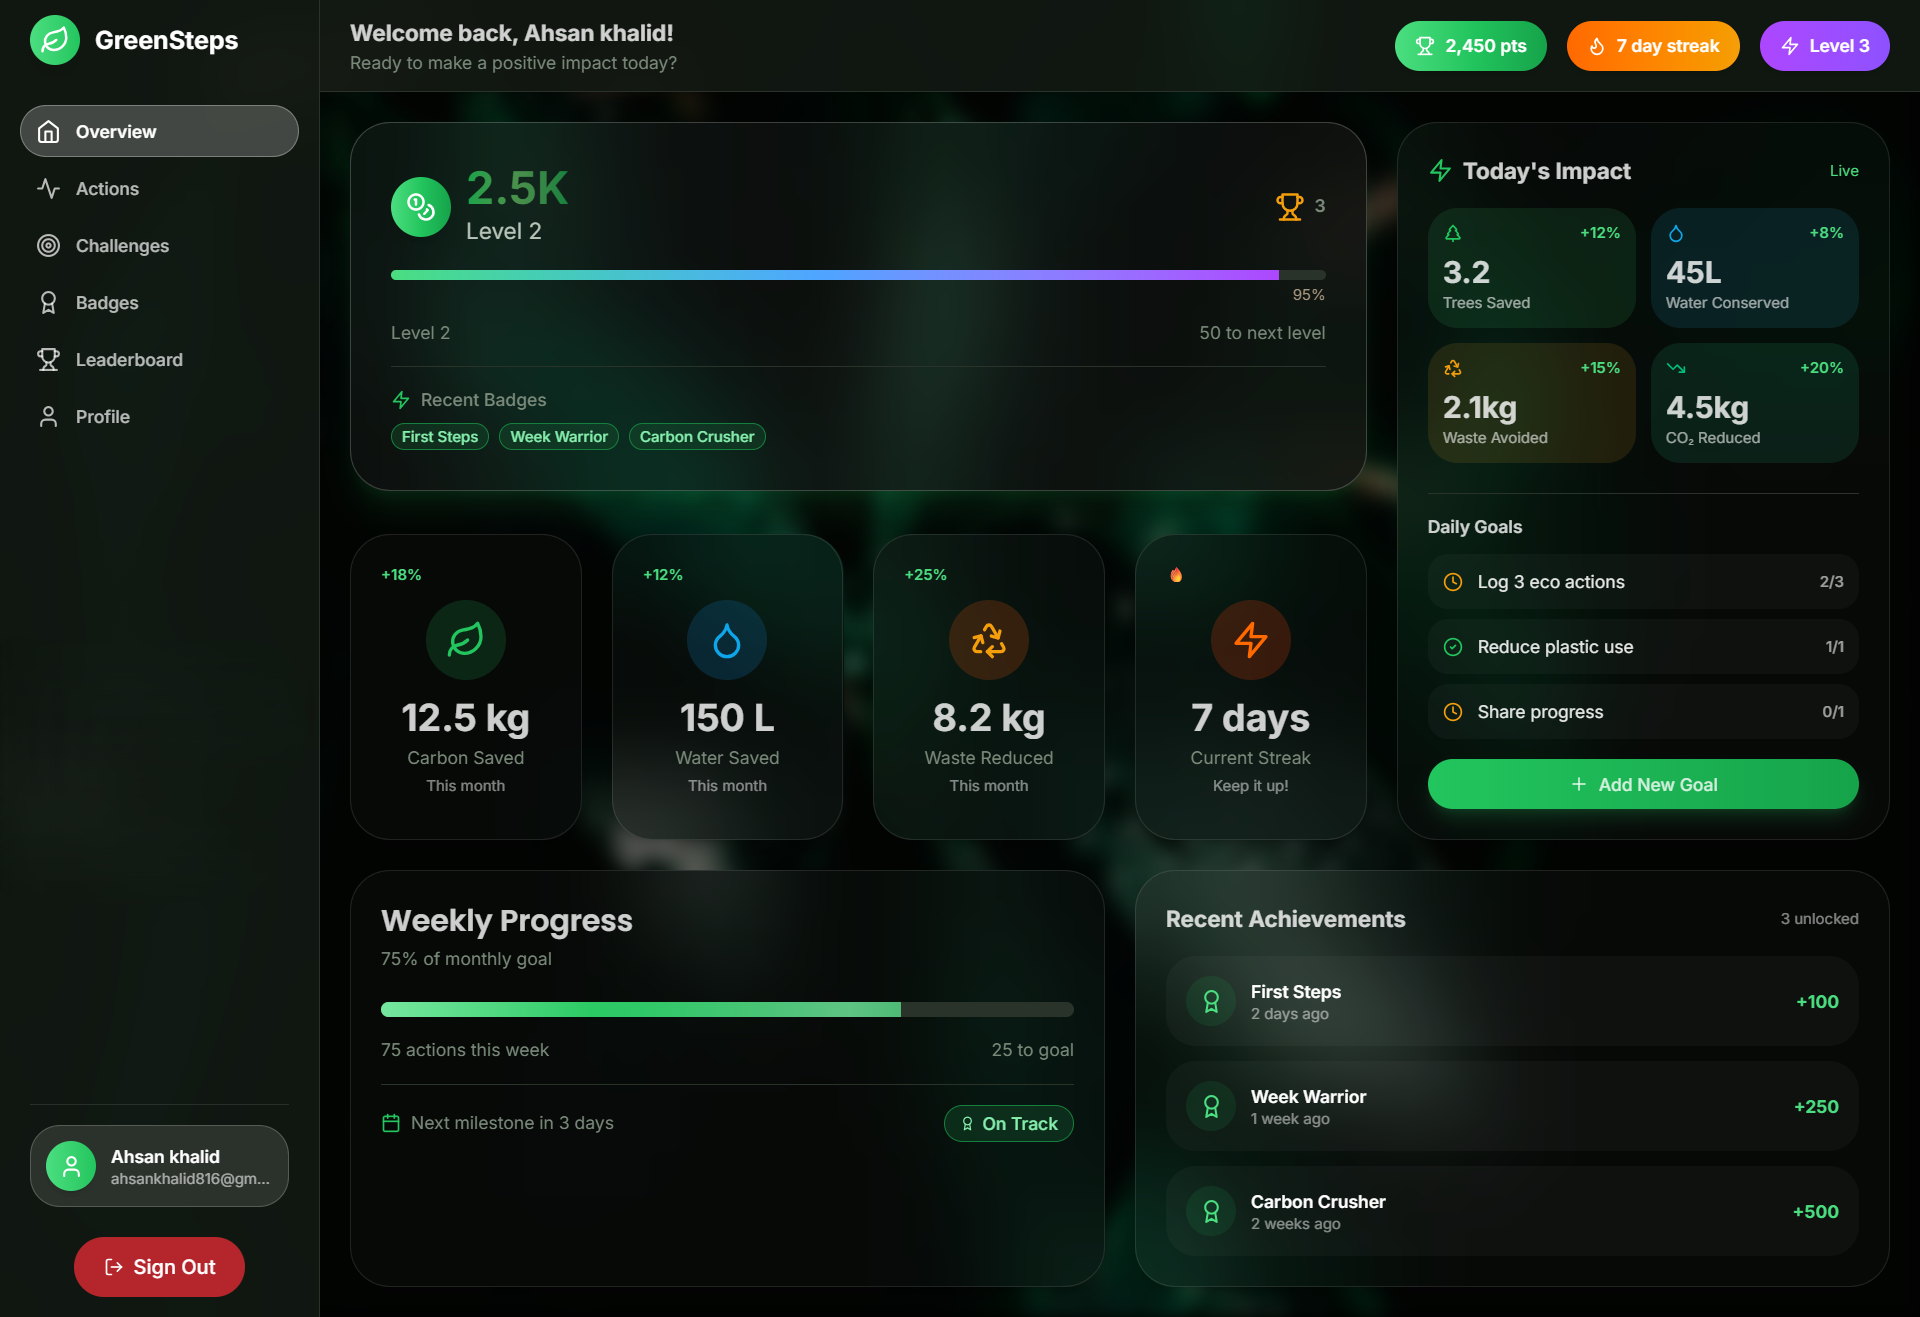 GreenSteps
Overview
Actions
Challenges
Badges
Leaderboard
Profile
Ahsan khalid
ahsankhalid816@gm...
Sign Out
Welcome back, Ahsan khalid!
Ready to make a positive impact today?
2,450 pts
7 day streak
Level 3
2.5K
Level 2
3
95%
Level 2
50 to next level
Recent Badges
First Steps
Week Warrior
Carbon Crusher
Today's Impact
Live
+12%
3.2
Trees Saved
+8%
45L
Water Conserved
+15%
2.1kg
Waste Avoided
+20%
4.5kg
CO₂ Reduced
Daily Goals
Log 3 eco actions
2/3
Reduce plastic use
1/1
Share progress
0/1
Add New Goal
+18%
12.5 kg
Carbon Saved
This month
+12%
150 L
Water Saved
This month
+25%
8.2 kg
Waste Reduced
This month
7 days
Current Streak
Keep it up!
Weekly Progress
75% of monthly goal
75 actions this week
25 to goal
Next milestone in 3 days
On Track
Recent Achievements
3 unlocked
First Steps
2 days ago
+100
Week Warrior
1 week ago
+250
Carbon Crusher
2 weeks ago
+500